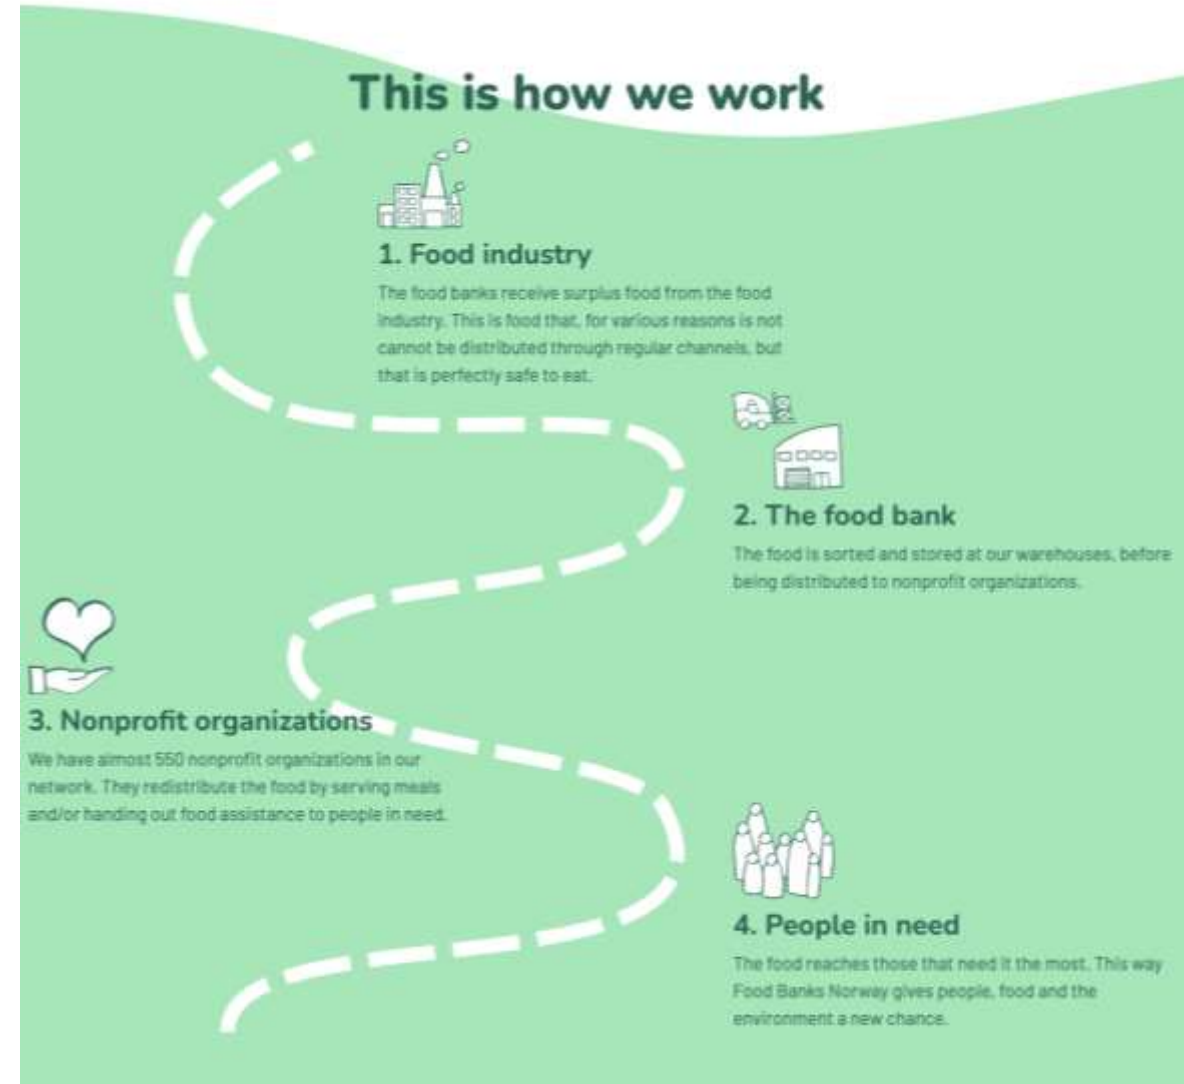 This is how we work
1. Food industry
The food banks receive surplus food from the food
industry. This is food that, for various reasons is not
cannot be distributed through regular channels, but
that is perfectly safe to eat.
2. The food bank
The food is sorted and stored at our warehouses, before
being distributed to nonprofit organizations.
3. Nonprofit organizations
We have almost 550 nonprofit organizations in our
network. They redistribute the food by serving meals
and/or handing out food assistance to people in need.
4. People in need
The food reaches those that need it the most. This way
Food Banks Norway gives people, food and the
environment a new chance.